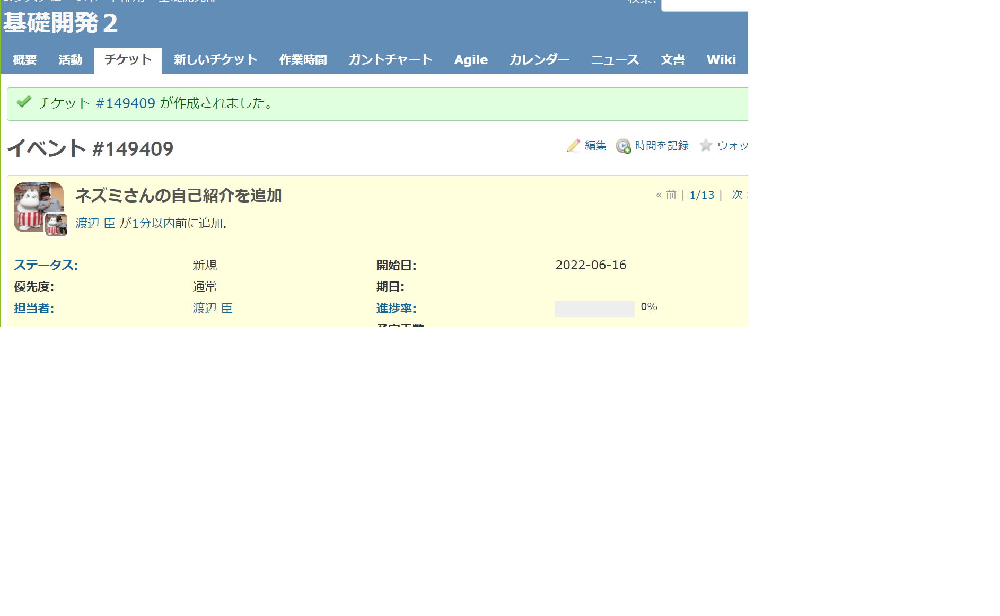 基礎開発２
概要 活動 チケット 新しいチケット 作業時間 ガントチャート Agile カレンダー ニュース 文書 Wiki
チケット #149409 が作成されました。
イベント #149409
編集 時間を記録 ウォッ
ネズミさんの自己紹介を追加
« 前 | 1/13 | 次
渡辺 臣 が1分以内前に追加.
ステータス: 新規 開始日: 2022-06-16
優先度: 通常 期日:
担当者: 渡辺 臣 進捗率: 0%